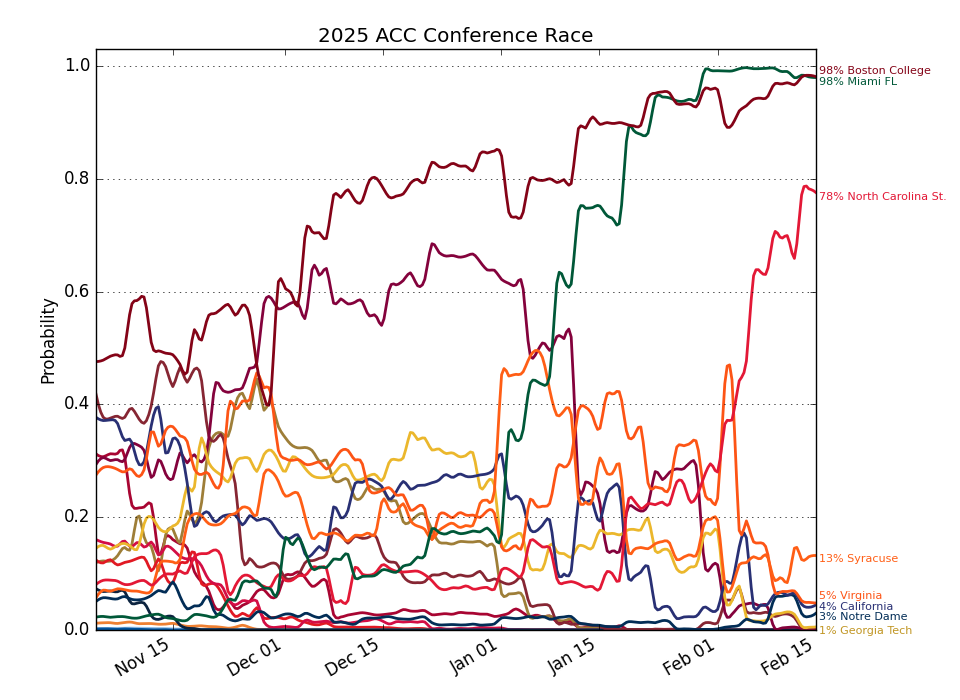 2025 ACC Conference Race
Probability
1.0
0.8
0.6
0.4
0.2
0.0
98% Boston College
98% Miami FL
78% North Carolina St.
13% Syracuse
5% Virginia
4% California
3% Notre Dame
1% Georgia Tech
Nov 15
Dec 01
Dec 15
Jan 01
Jan 15
Feb 01
Feb 15